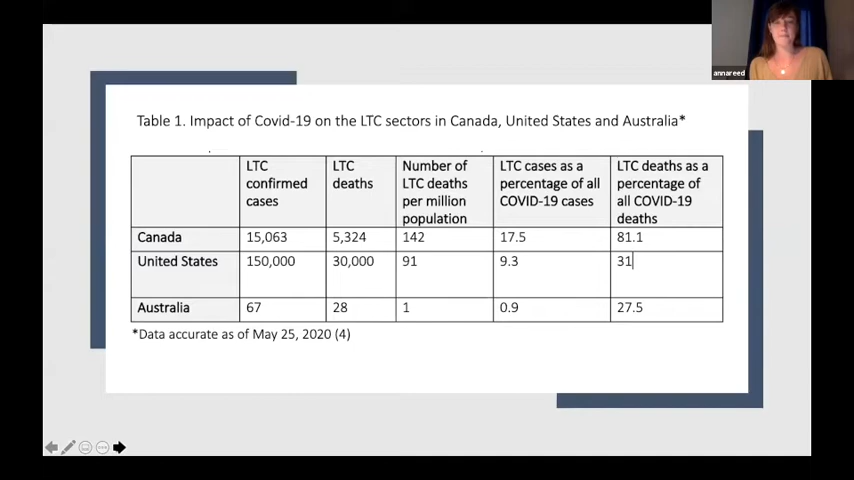 annareed
Table 1. Impact of Covid-19 on the LTC sectors in Canada, United States and Australia*
LTC confirmed cases
LTC deaths
Number of LTC deaths per million population
LTC cases as a percentage of all COVID-19 cases
LTC deaths as a percentage of all COVID-19 deaths
Canada 15,063 5,324 142 17.5 81.1
United States 150,000 30,000 91 9.3 31
Australia 67 28 1 0.9 27.5
*Data accurate as of May 25, 2020 (4)